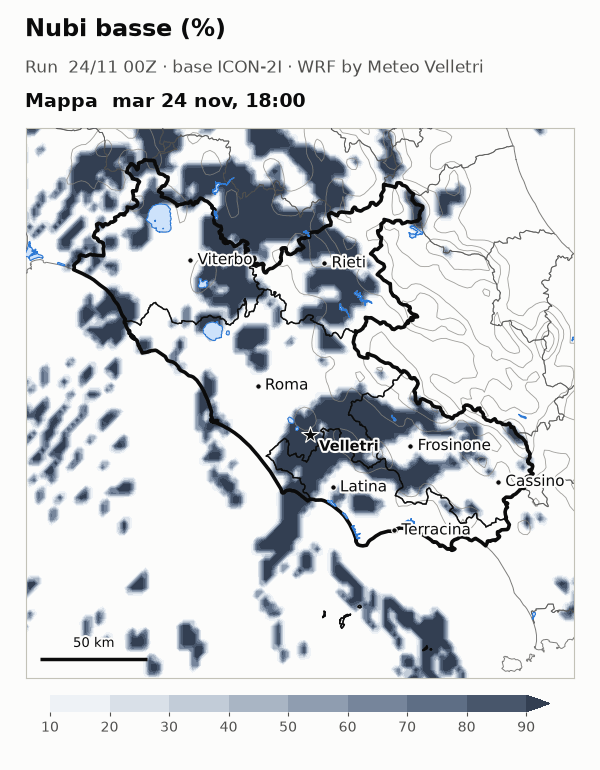 Nubi basse (%)
Run  24/11 00Z · base ICON-2I · WRF by Meteo Velletri
Mappa  mar 24 nov, 18:00
Viterbo
Rieti
Roma
Velletri
Frosinone
Latina
Cassino
Terracina
50 km
10 20 30 40 50 60 70 80 90